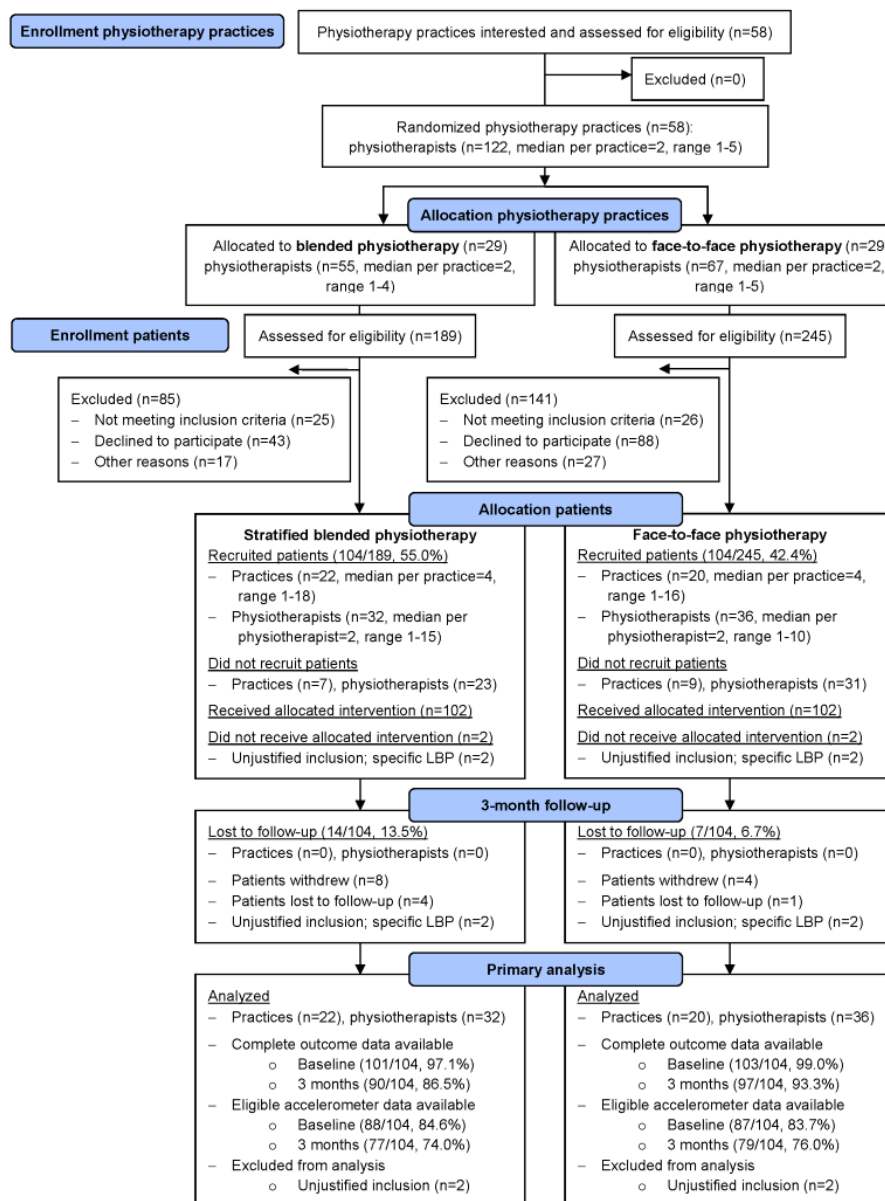 Enrollment physiotherapy practices
Physiotherapy practices interested and assessed for eligibility (n=58)
Excluded (n=0)
Randomized physiotherapy practices (n=58):
physiotherapists (n=122, median per practice=2, range 1-5)
Allocation physiotherapy practices
Allocated to blended physiotherapy (n=29)
physiotherapists (n=55, median per practice=2,
range 1-4)
Allocated to face-to-face physiotherapy (n=29
physiotherapists (n=67, median per practice=2,
range 1-5)
Enrollment patients
Assessed for eligibility (n=189)
Assessed for eligibility (n=245)
Excluded (n=85)
– Not meeting inclusion criteria (n=25)
– Declined to participate (n=43)
– Other reasons (n=17)
Excluded (n=141)
– Not meeting inclusion criteria (n=26)
– Declined to participate (n=88)
– Other reasons (n=27)
Allocation patients
Stratified blended physiotherapy
Recruited patients (104/189, 55.0%)
– Practices (n=22, median per practice=4,
range 1-18)
– Physiotherapists (n=32, median per
physiotherapist=2, range 1-15)
Did not recruit patients
– Practices (n=7), physiotherapists (n=23)
Received allocated intervention (n=102)
Did not receive allocated intervention (n=2)
– Unjustified inclusion; specific LBP (n=2)
Face-to-face physiotherapy
Recruited patients (104/245, 42.4%)
– Practices (n=20, median per practice=4,
range 1-16)
– Physiotherapists (n=36, median per
physiotherapist=2, range 1-10)
Did not recruit patients
– Practices (n=9), physiotherapists (n=31)
Received allocated intervention (n=102)
Did not receive allocated intervention (n=2)
– Unjustified inclusion; specific LBP (n=2)
3-month follow-up
Lost to follow-up (14/104, 13.5%)
– Practices (n=0), physiotherapists (n=0)
– Patients withdrew (n=8)
– Patients lost to follow-up (n=4)
– Unjustified inclusion; specific LBP (n=2)
Lost to follow-up (7/104, 6.7%)
– Practices (n=0), physiotherapists (n=0)
– Patients withdrew (n=4)
– Patients lost to follow-up (n=1)
– Unjustified inclusion; specific LBP (n=2)
Primary analysis
Analyzed
– Practices (n=22), physiotherapists (n=32)
– Complete outcome data available
o Baseline (101/104, 97.1%)
o 3 months (90/104, 86.5%)
– Eligible accelerometer data available
o Baseline (88/104, 84.6%)
o 3 months (77/104, 74.0%)
– Excluded from analysis
o Unjustified inclusion (n=2)
Analyzed
– Practices (n=20), physiotherapists (n=36)
– Complete outcome data available
o Baseline (103/104, 99.0%)
o 3 months (97/104, 93.3%)
– Eligible accelerometer data available
o Baseline (87/104, 83.7%)
o 3 months (79/104, 76.0%)
– Excluded from analysis
o Unjustified inclusion (n=2)